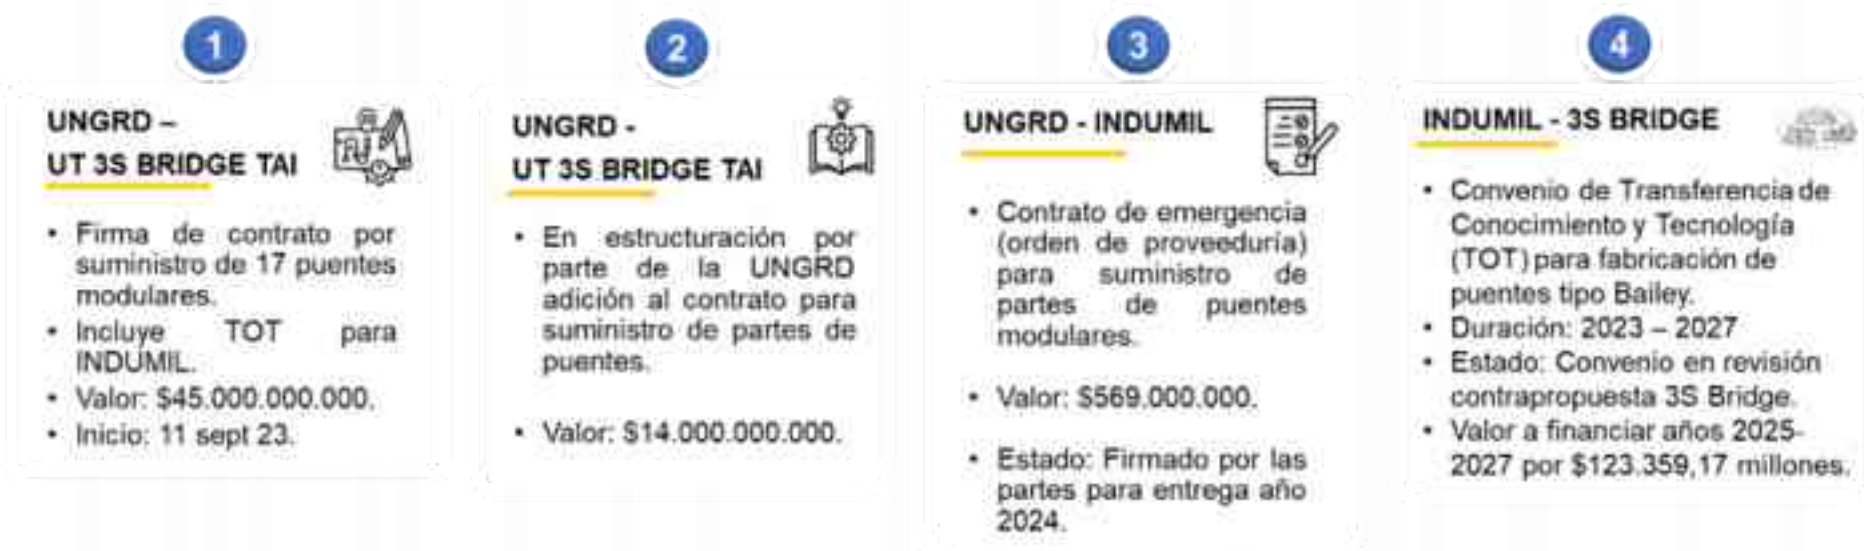 1
UNGRD –
UT 3S BRIDGE TAI
• Firma de contrato por
suministro de 17 puentes
modulares.
• Incluye TOT para
INDUMIL.
• Valor: $45.000.000.000.
• Inicio: 11 sept 23.
2
UNGRD -
UT 3S BRIDGE TAI
• En estructuración por
parte de la UNGRD
adición al contrato para
suministro de partes de
puentes.
• Valor: $14.000.000.000.
3
UNGRD - INDUMIL
• Contrato de emergencia
(orden de proveeduría)
para suministro de
partes de puentes
modulares.
• Valor: $569.000.000.
• Estado: Firmado por las
partes para entrega año
2024.
4
INDUMIL - 3S BRIDGE
• Convenio de Transferencia de
Conocimiento y Tecnología
(TOT) para fabricación de
puentes tipo Bailey.
• Duración: 2023 – 2027
• Estado: Convenio en revisión
contrapropuesta 3S Bridge.
• Valor a financiar años 2025-
2027 por $123.359,17 millones.